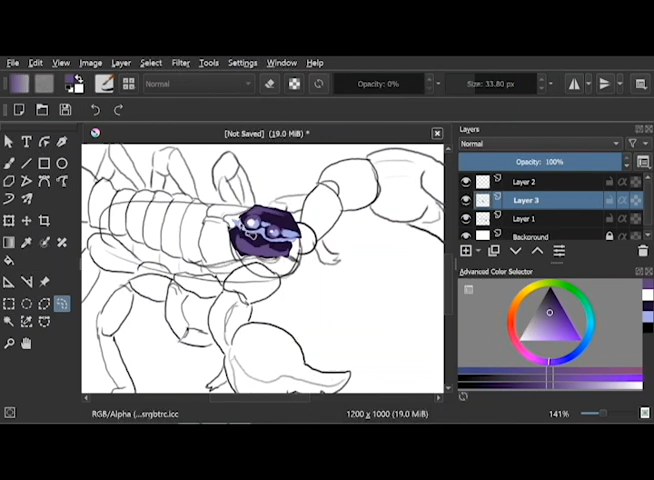 File Edit View Image Layer Select Filter Tools Settings Window Help
Normal Opacity: 0% Size: 33.80 px
[Not Saved] (19.0 MiB) *
Layers
Normal
Opacity: 100%
Layer 2
Layer 3
Layer 1
Background
Advanced Color Selector
RGB/Alpha (...srgbtrc.icc 1200 x 1000 (19.0 MiB) 141%